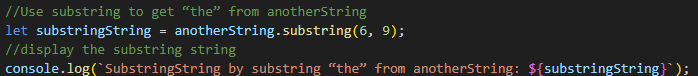 //Use substring to get “the” from anotherString
let substringString = anotherString.substring(6, 9);
//display the substring string
console.log(`SubstringString by substring “the” from anotherString: ${substringString}`);